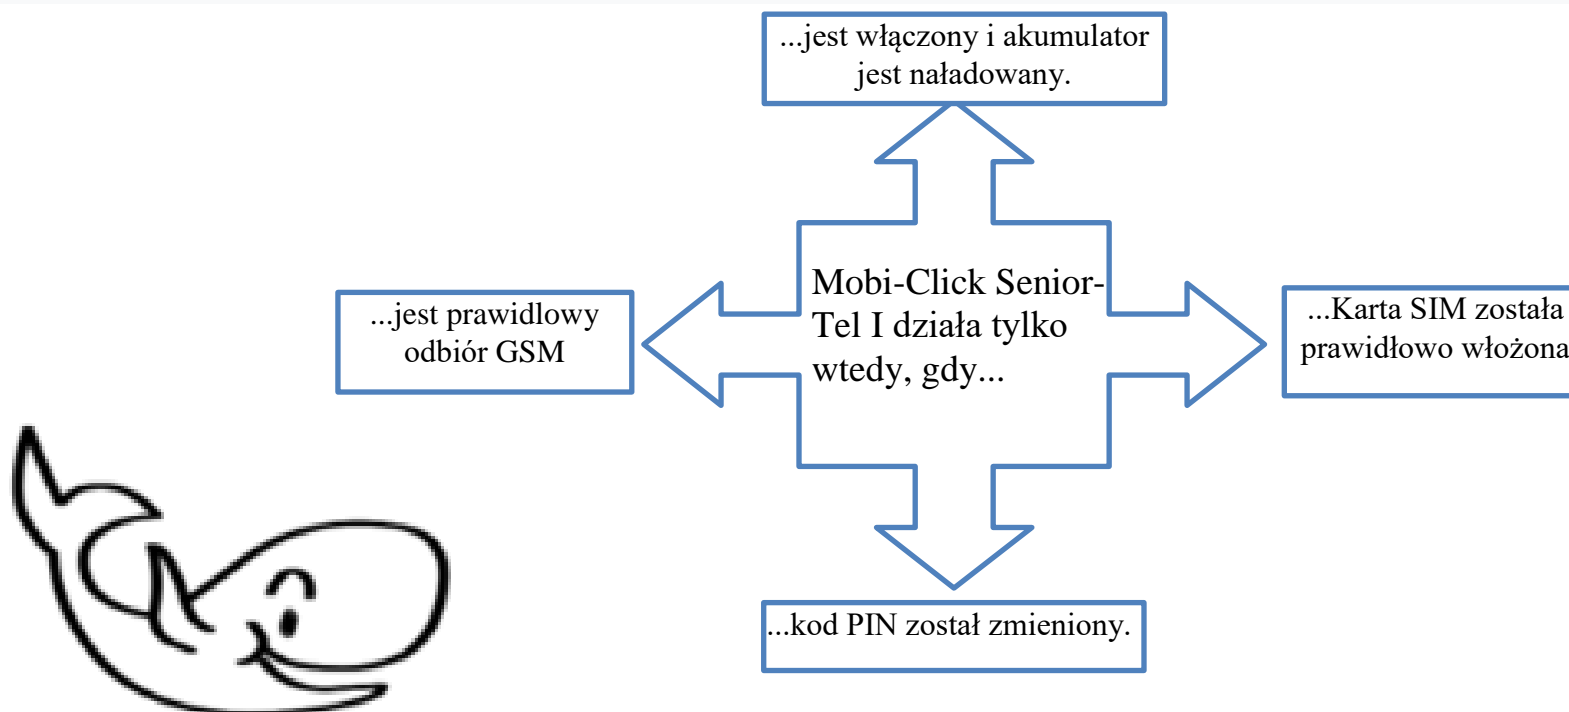 ...jest włączony i akumulator
jest naładowany.
Mobi-Click Senior-
Tel I działa tylko
wtedy, gdy...
...jest prawidlowy
odbiór GSM
...Karta SIM została
prawidłowo włożona
...kod PIN został zmieniony.